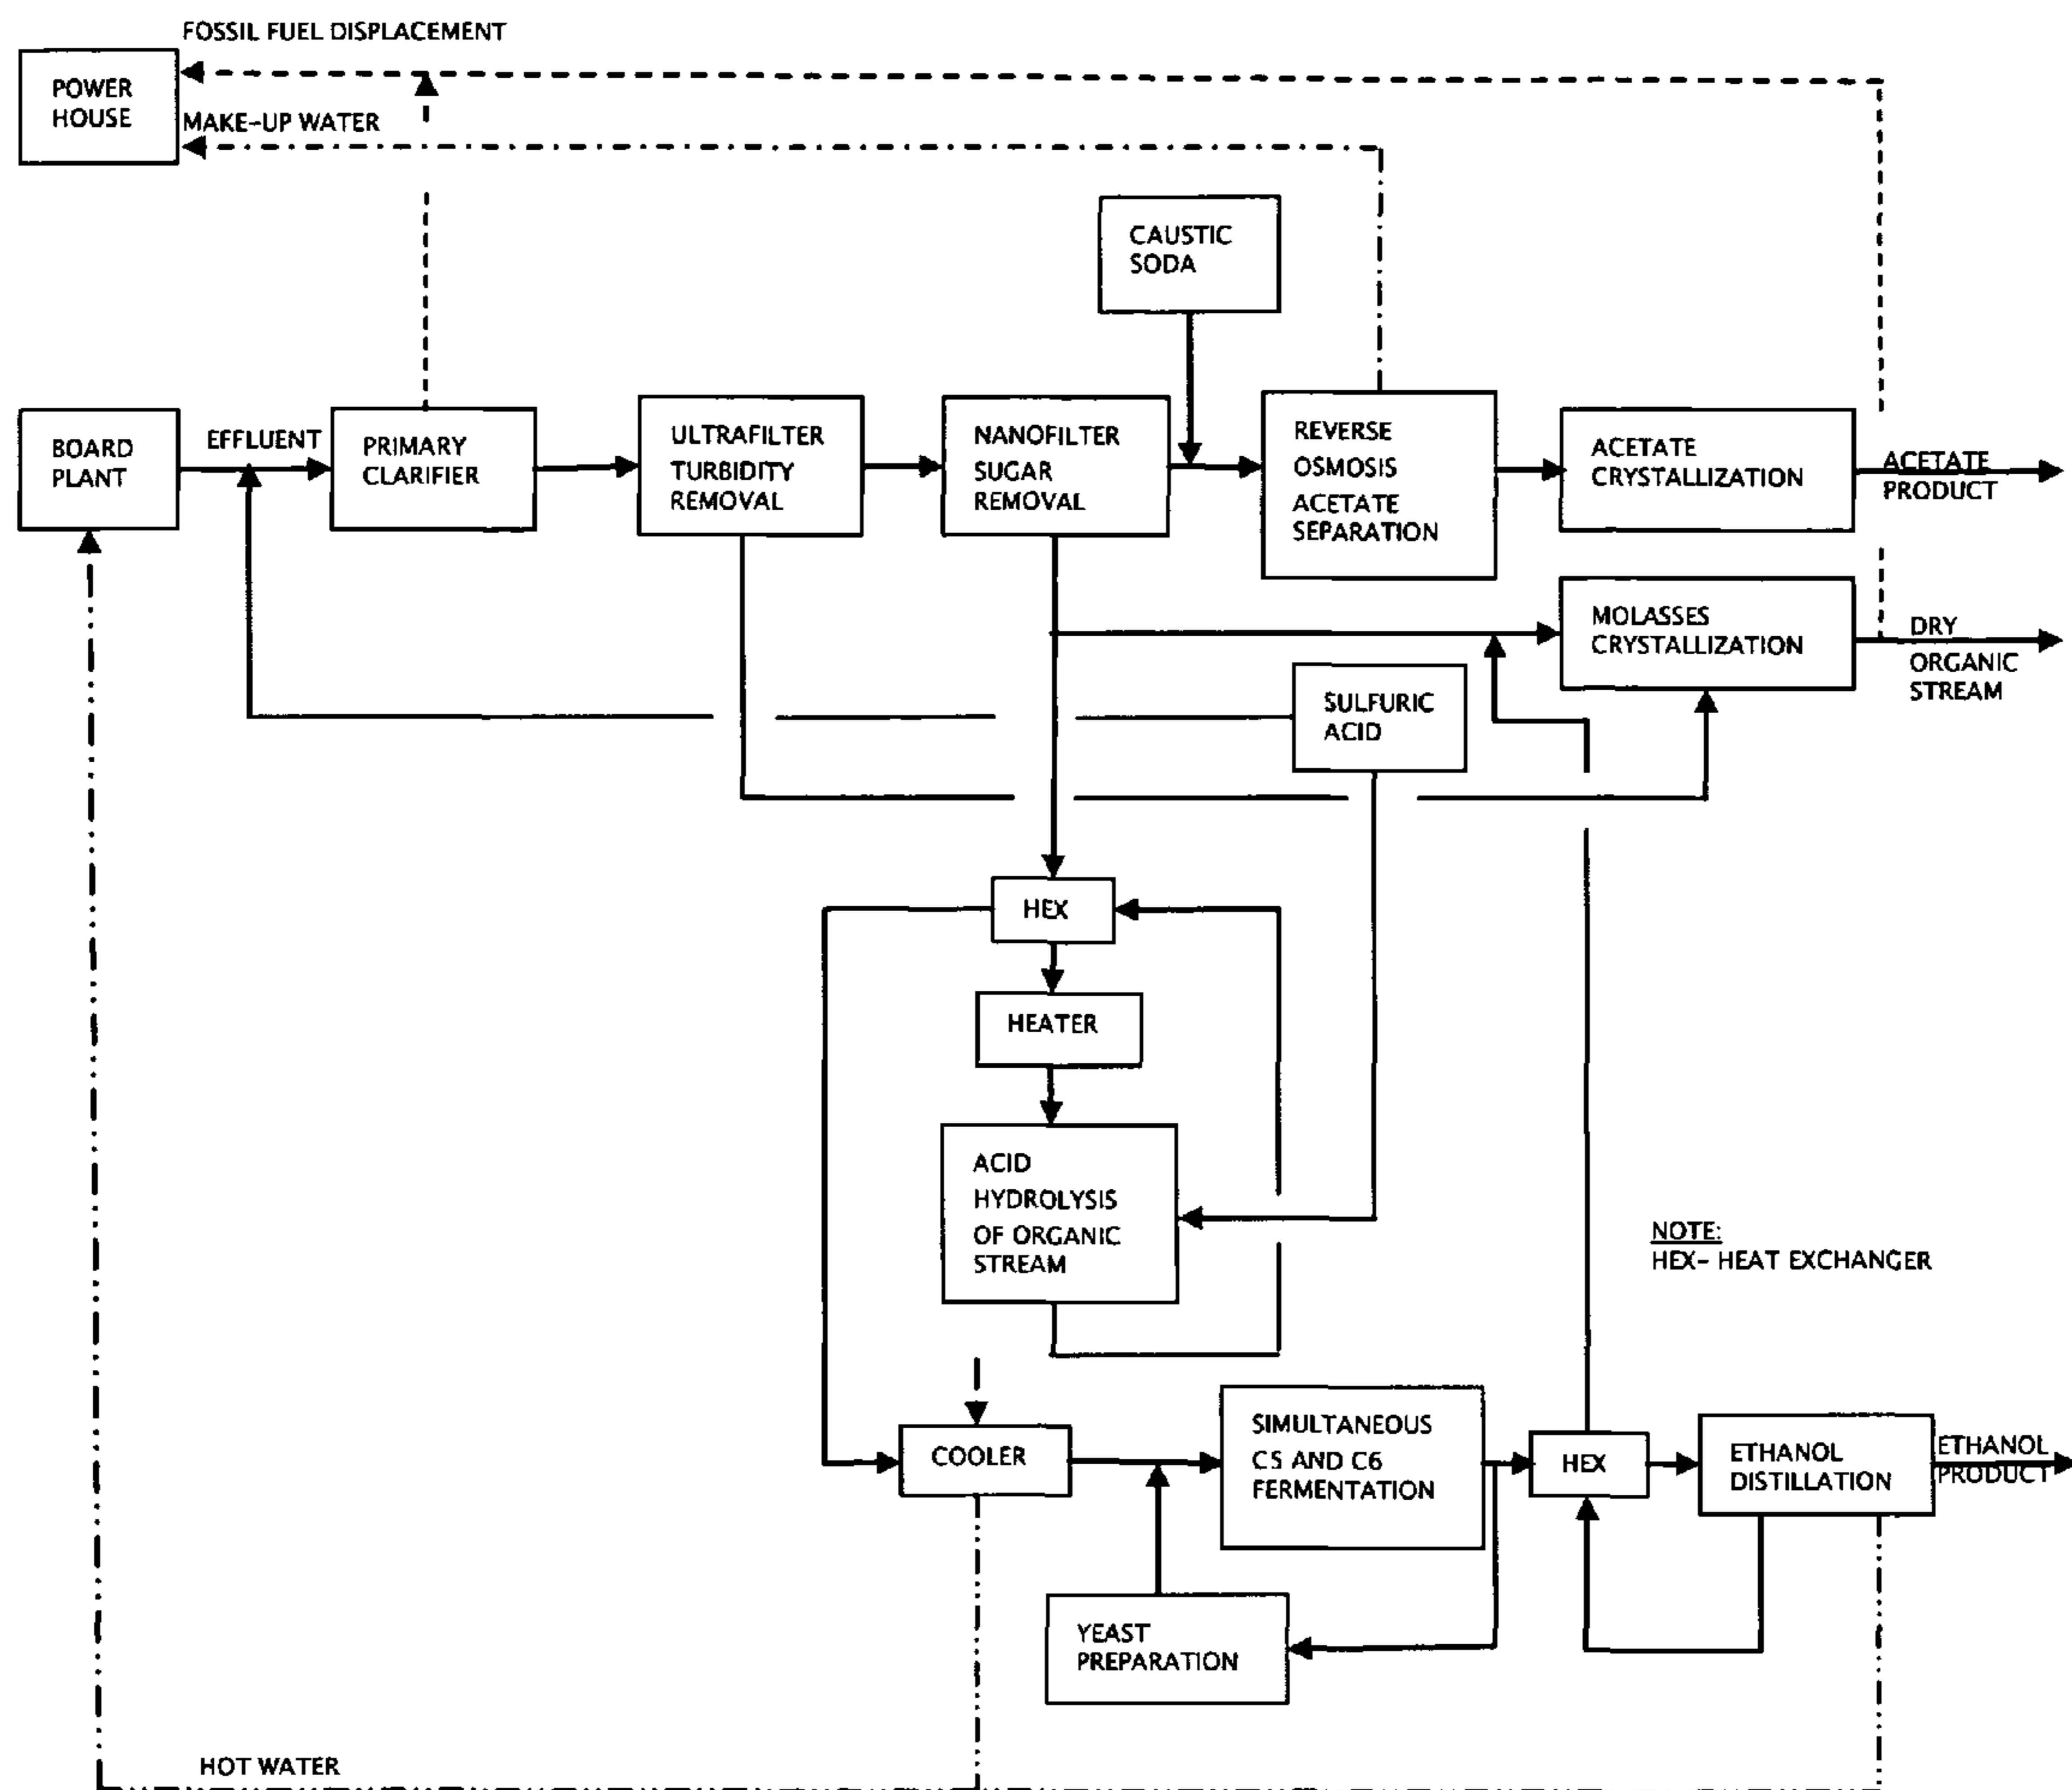 FOSSIL FUEL DISPLACEMENT
POWER
HOUSE
MAKE-UP WATER
CAUSTIC
SODA
BOARD
PLANT
EFFLUENT
PRIMARY
CLARIFIER
ULTRAFILTER
TURBIDITY
REMOVAL
NANOFILTER
SUGAR
REMOVAL
REVERSE
OSMOSIS
ACETATE
SEPARATION
ACETATE
CRYSTALLIZATION
ACETATE
PRODUCT
MOLASSES
CRYSTALLIZATION
DRY
ORGANIC
STREAM
SULFURIC
ACID
HEX
HEATER
ACID
HYDROLYSIS
OF ORGANIC
STREAM
NOTE:
HEX- HEAT EXCHANGER
COOLER
SIMULTANEOUS
C5 AND C6
FERMENTATION
HEX
ETHANOL
DISTILLATION
ETHANOL
PRODUCT
YEAST
PREPARATION
HOT WATER